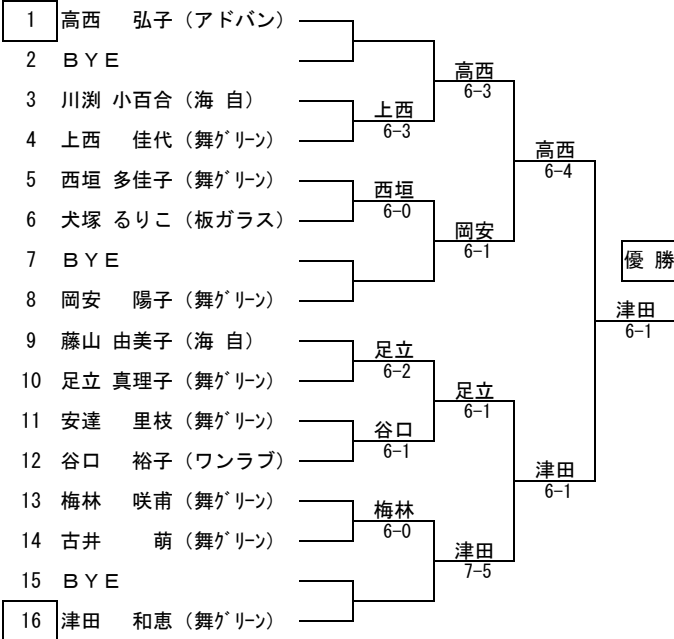 1 高西 弘子 (アドバン)
2 ＢＹＥ
高西
6-3
3 川渕 小百合 (海 自)
上西
6-3
4 上西 佳代 (舞ｸﾞﾘｰﾝ)
高西
6-4
5 西垣 多佳子 (舞ｸﾞﾘｰﾝ)
西垣
6-0
6 犬塚 るりこ (板ガラス)
岡安
6-1
7 ＢＹＥ
優 勝
8 岡安 陽子 (舞ｸﾞﾘｰﾝ)
津田
6-1
9 藤山 由美子 (海 自)
足立
6-2
10 足立 真理子 (舞ｸﾞﾘｰﾝ)
足立
6-1
11 安達 里枝 (舞ｸﾞﾘｰﾝ)
谷口
6-1
12 谷口 裕子 (ワンラブ)
津田
6-1
13 梅林 咲甫 (舞ｸﾞﾘｰﾝ)
梅林
6-0
14 古井 萌 (舞ｸﾞﾘｰﾝ)
津田
7-5
15 ＢＹＥ
16 津田 和恵 (舞ｸﾞﾘｰﾝ)